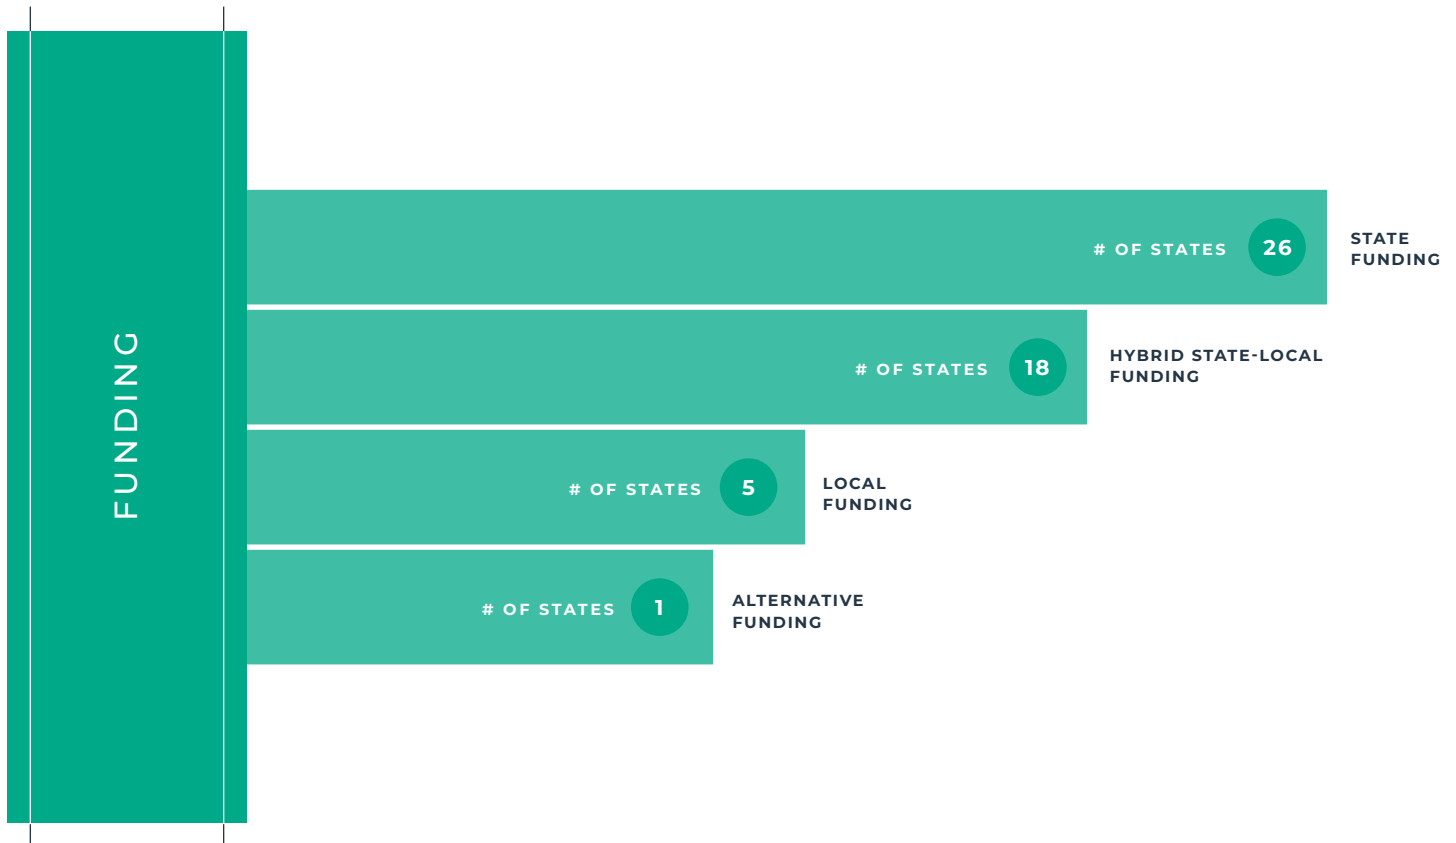 FUNDING
# OF STATES 26
STATE
FUNDING
# OF STATES 18
HYBRID STATE-LOCAL
FUNDING
# OF STATES 5
LOCAL
FUNDING
# OF STATES 1
ALTERNATIVE
FUNDING